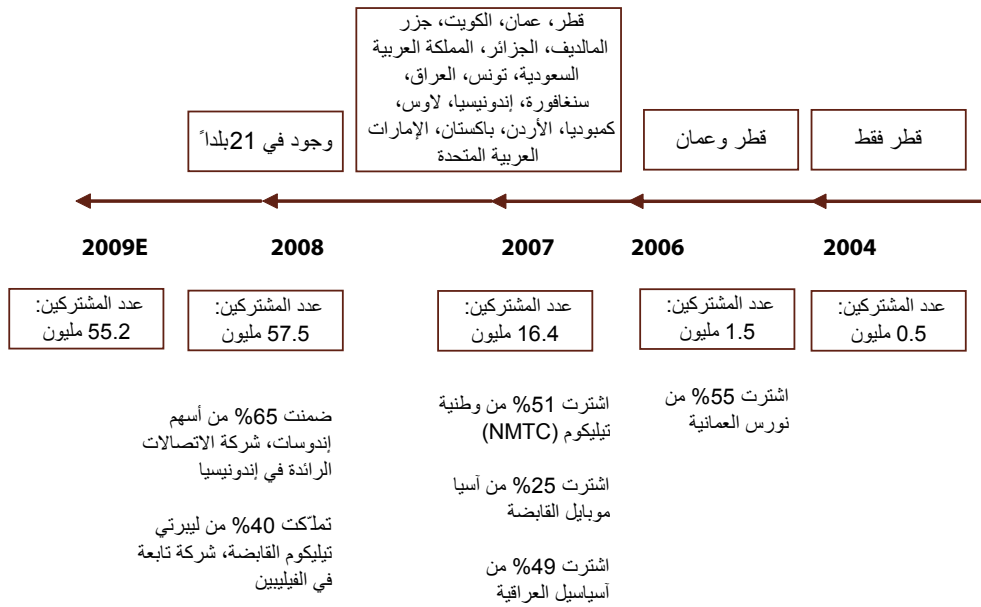 قطر فقط
قطر وعمان
قطر، عمان، الكويت، جزر
المالديف، الجزائر، المملكة العربية
السعودية، تونس، العراق،
سنغافورة، إندونيسيا، لاوس،
كمبوديا، الأردن، باكستان، الإمارات
العربية المتحدة
وجود في 21بلداً
2004
2006
2007
2008
2009E
عدد المشتركين:
0.5 مليون
عدد المشتركين:
1.5 مليون
عدد المشتركين:
16.4 مليون
عدد المشتركين:
57.5 مليون
عدد المشتركين:
55.2 مليون
اشترت 55% من
نورس العمانية
اشترت 51% من وطنية
تيليكوم (NMTC)
اشترت 25% من آسيا
موبايل القابضة
اشترت 49% من
آسياسيل العراقية
ضمنت 65% من أسهم
إندوسات، شركة الاتصالات
الرائدة في إندونيسيا
تملّكت 40% من ليبرتي
تيليكوم القابضة، شركة تابعة
في الفيليبين